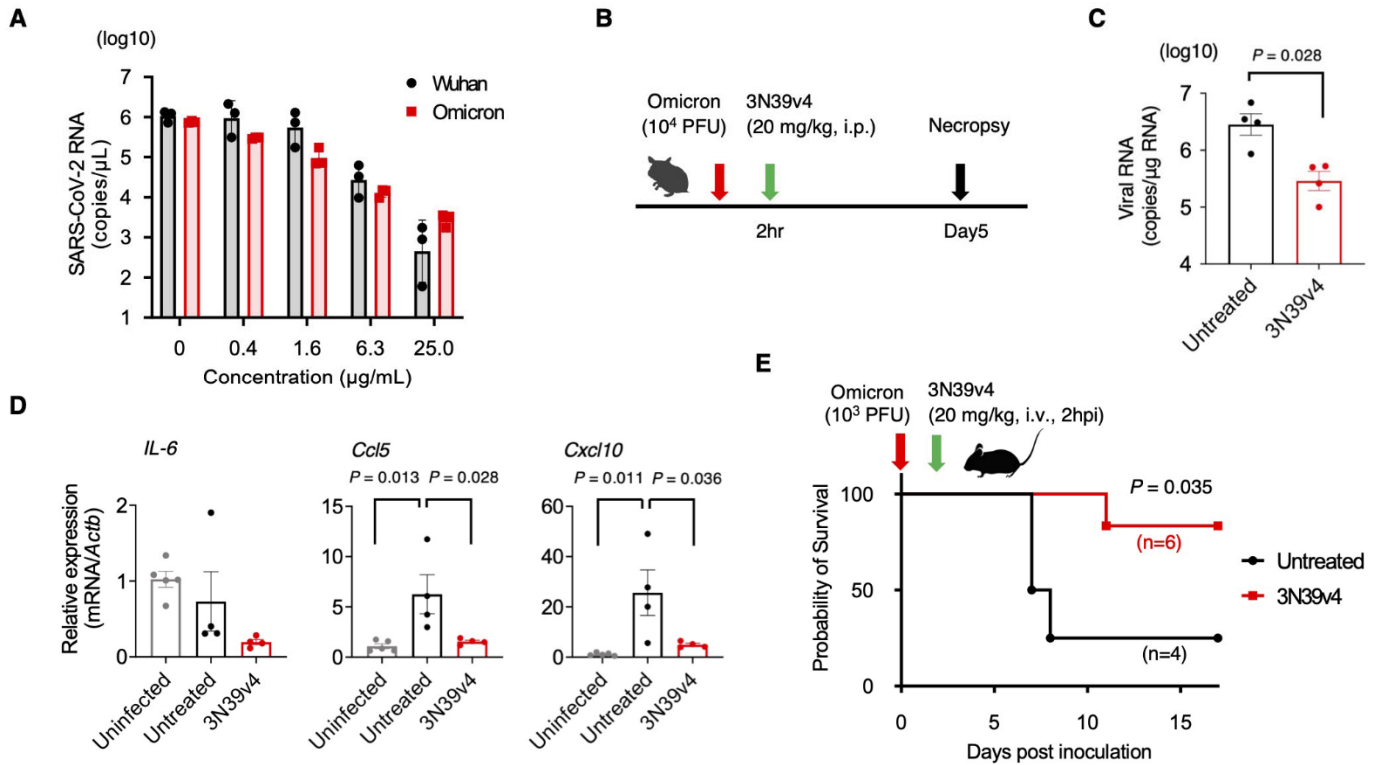 A
(log10)
SARS-CoV-2 RNA
(copies/µL)
7
6
5
4
3
2
1
Wuhan
Omicron
0
0.4
1.6
6.3
25.0
Concentration (µg/mL)
B
Omicron
(10⁴ PFU)
3N39v4
(20 mg/kg, i.p.)
Necropsy
2hr
Day5
C
(log10)
P = 0.028
Viral RNA
(copies/µg RNA)
7
6
5
4
Untreated
3N39v4
D
Relative expression
(mRNA/Actb)
IL-6
2
1
0
Uninfected
Untreated
3N39v4
Ccl5
P = 0.013
P = 0.028
15
10
5
0
Uninfected
Untreated
3N39v4
Cxcl10
P = 0.011
P = 0.036
60
40
20
0
Uninfected
Untreated
3N39v4
E
Omicron
(10³ PFU)
3N39v4
(20 mg/kg, i.v., 2hpi)
Probability of Survival
100
50
0
P = 0.035
(n=6)
(n=4)
Untreated
3N39v4
0
5
10
15
Days post inoculation